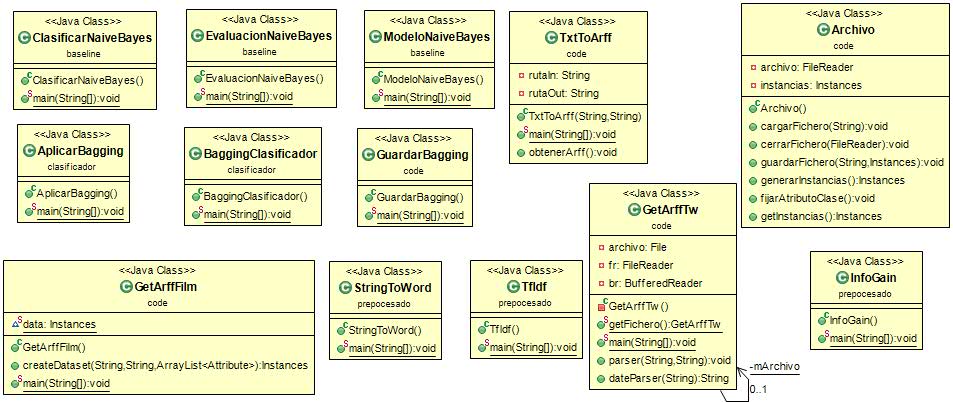 <<Java Class>>
ClasificarNaiveBayes
baseline
ClasificarNaiveBayes()
main(String[]):void
<<Java Class>>
EvaluacionNaiveBayes
baseline
EvaluacionNaiveBayes()
main(String[]):void
<<Java Class>>
ModeloNaiveBayes
baseline
ModeloNaiveBayes()
main(String[]):void
<<Java Class>>
TxtToArff
code
rutaIn: String
rutaOut: String
TxtToArff(String,String)
main(String[]):void
obtenerArff():void
<<Java Class>>
Archivo
code
archivo: FileReader
instancias: Instances
Archivo()
cargarFichero(String):void
cerrarFichero(FileReader):void
guardarFichero(String,Instances):void
generarInstancias():Instances
fijarAtributoClase():void
getInstancias():Instances
<<Java Class>>
AplicarBagging
clasificador
AplicarBagging()
main(String[]):void
<<Java Class>>
BaggingClasificador
clasificador
BaggingClasificador()
main(String[]):void
<<Java Class>>
GuardarBagging
code
GuardarBagging()
main(String[]):void
<<Java Class>>
GetArffTw
code
archivo: File
fr: FileReader
br: BufferedReader
GetArffTw()
getFichero():GetArffTw
main(String[]):void
parser(String,String):void
dateParser(String):String
-mArchivo
0..1
<<Java Class>>
GetArffFilm
code
data: Instances
GetArffFilm()
createDataset(String,String,ArrayList<Attribute>):Instances
main(String[]):void
<<Java Class>>
StringToWord
prepocesado
StringToWord()
main(String[]):void
<<Java Class>>
TfIdf
prepocesado
TfIdf()
main(String[]):void
<<Java Class>>
InfoGain
prepocesado
InfoGain()
main(String[]):void